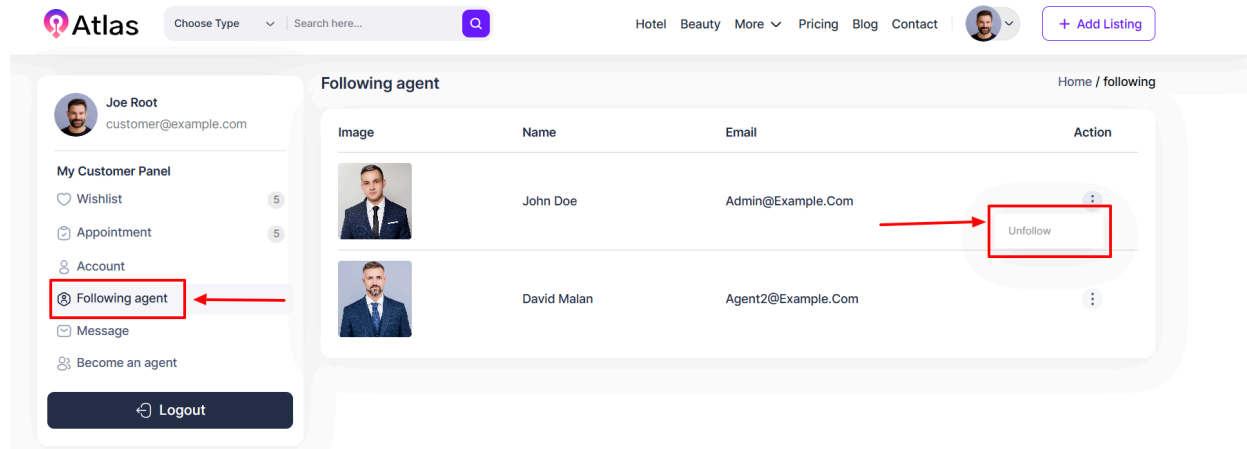 Atlas
Choose Type
Search here...
Hotel Beauty More Pricing Blog Contact
+ Add Listing
Joe Root
customer@example.com
My Customer Panel
Wishlist 5
Appointment 5
Account
Following agent
Message
Become an agent
Logout
Following agent
Home / following
Image Name Email Action
John Doe Admin@Example.Com
Unfollow
David Malan Agent2@Example.Com